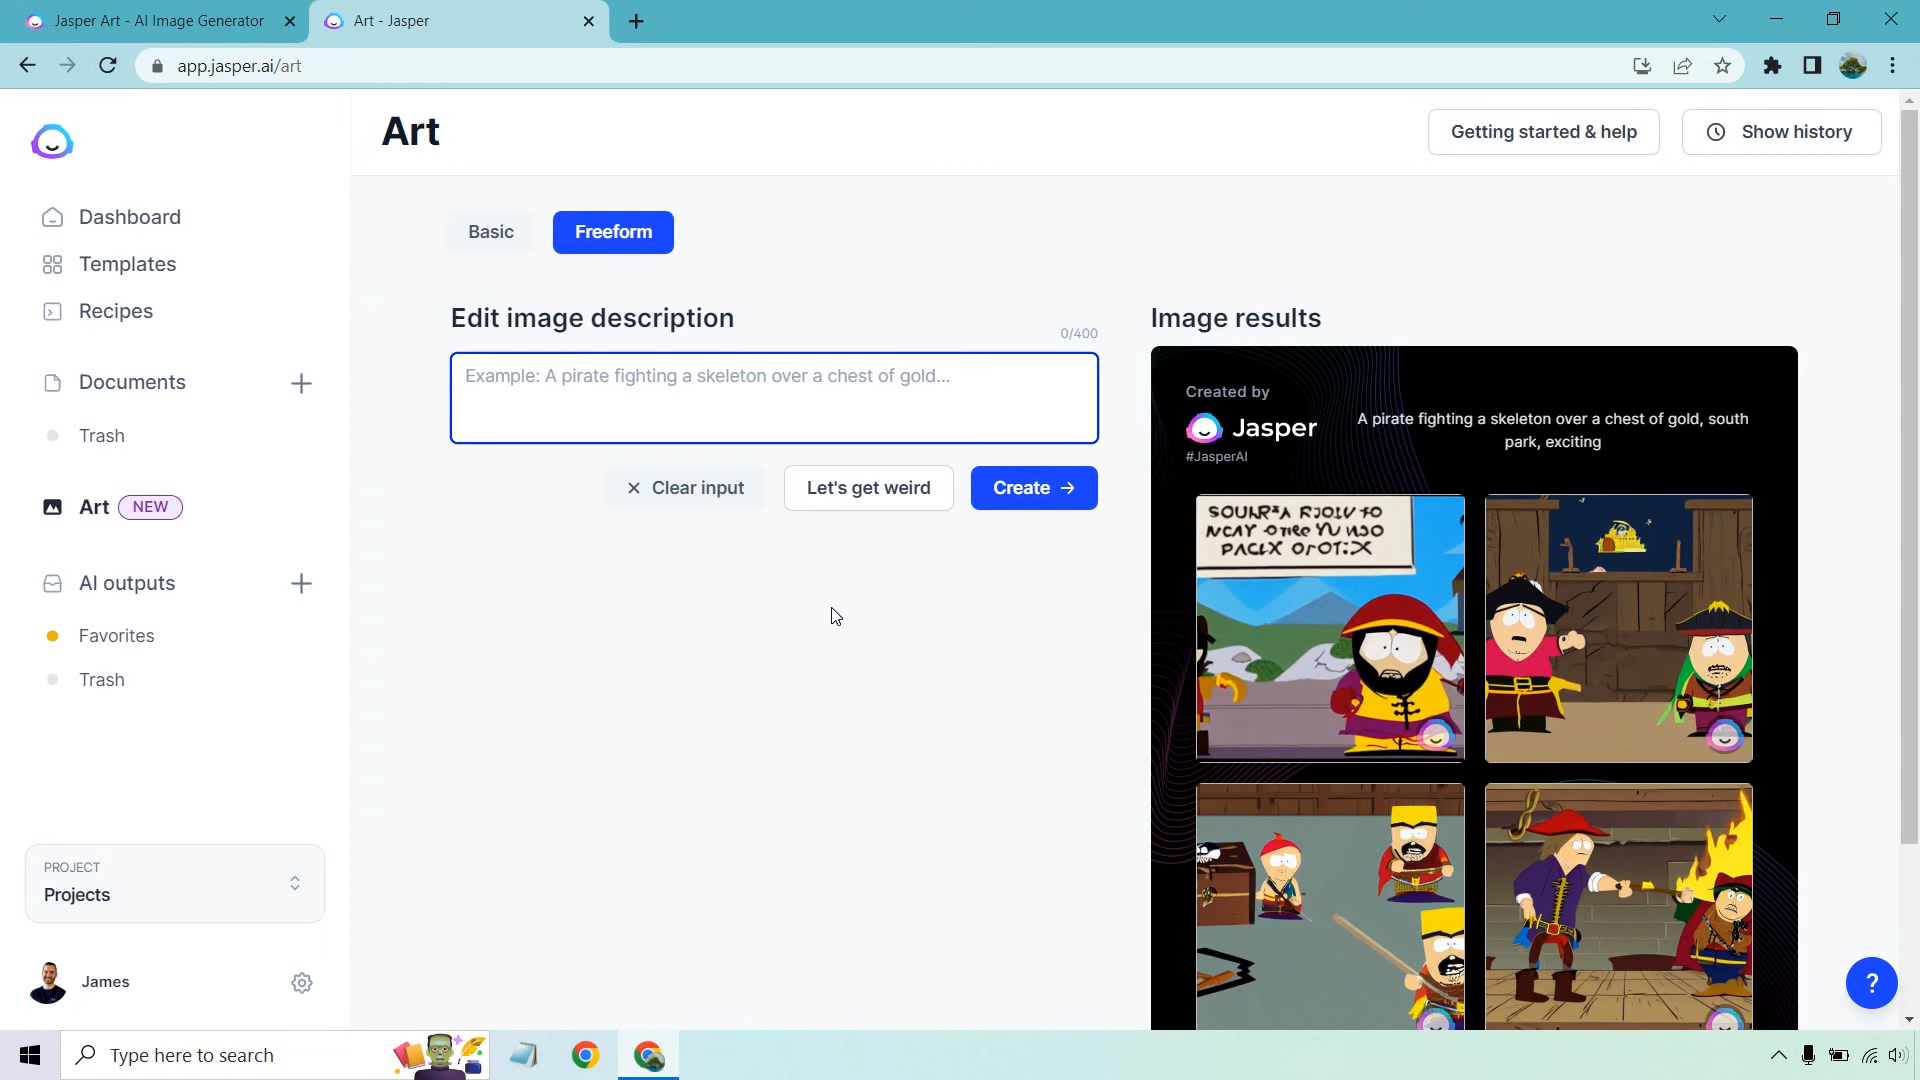 Jasper Art - AI Image Generator
Art - Jasper
app.jasper.ai/art
Art
Getting started & help
Show history
Dashboard
Templates
Recipes
Documents
Trash
Art NEW
AI outputs
Favorites
Trash
PROJECT
Projects
James
Basic
Freeform
Edit image description
0/400
Example: A pirate fighting a skeleton over a chest of gold...
Clear input
Let's get weird
Create
Image results
Created by
Jasper
#JasperAI
A pirate fighting a skeleton over a chest of gold, south
park, exciting
?
Type here to search